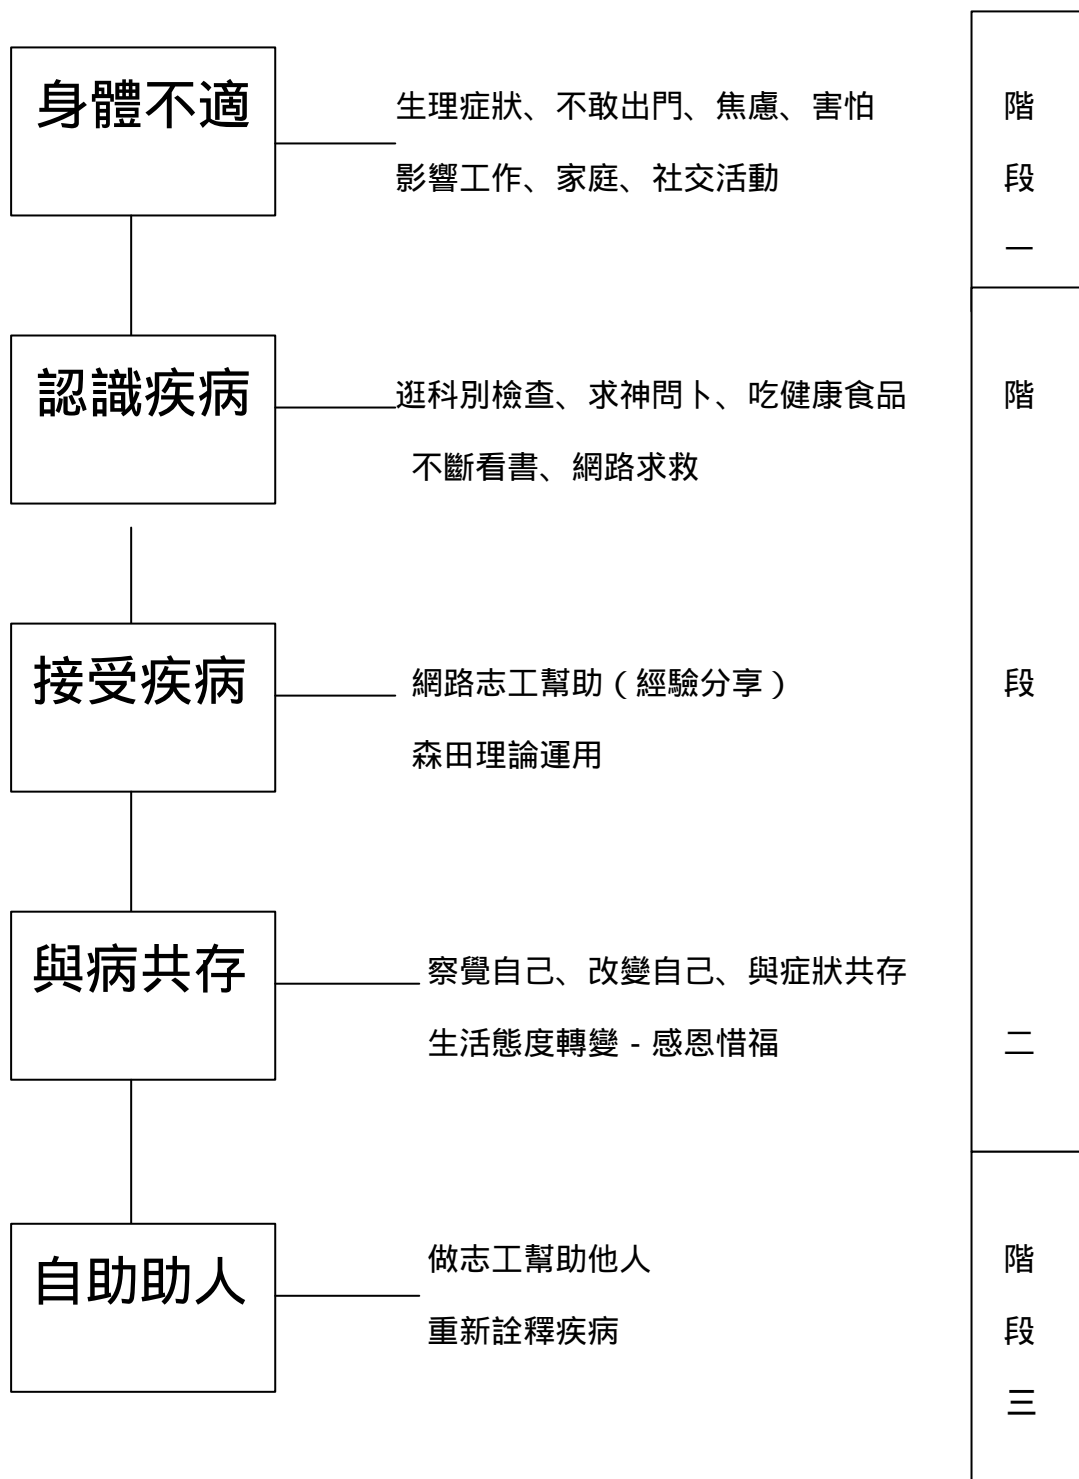 身體不適
生理症狀、不敢出門、焦慮、害怕
影響工作、家庭、社交活動
階
段
一
認識疾病
逛科別檢查、求神問卜、吃健康食品
不斷看書、網路求救
階
接受疾病
網路志工幫助（經驗分享）
森田理論運用
段
與病共存
察覺自己、改變自己、與症狀共存
生活態度轉變 - 感恩惜福
二
自助助人
做志工幫助他人
重新詮釋疾病
階
段
三